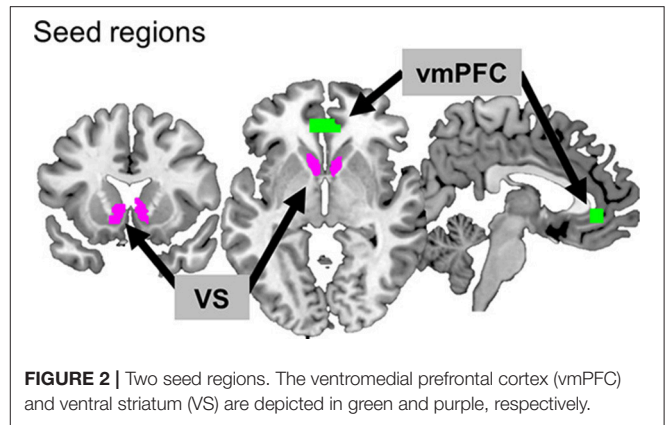 Seed regions
vmPFC
VS
FIGURE 2 | Two seed regions. The ventromedial prefrontal cortex (vmPFC)
and ventral striatum (VS) are depicted in green and purple, respectively.